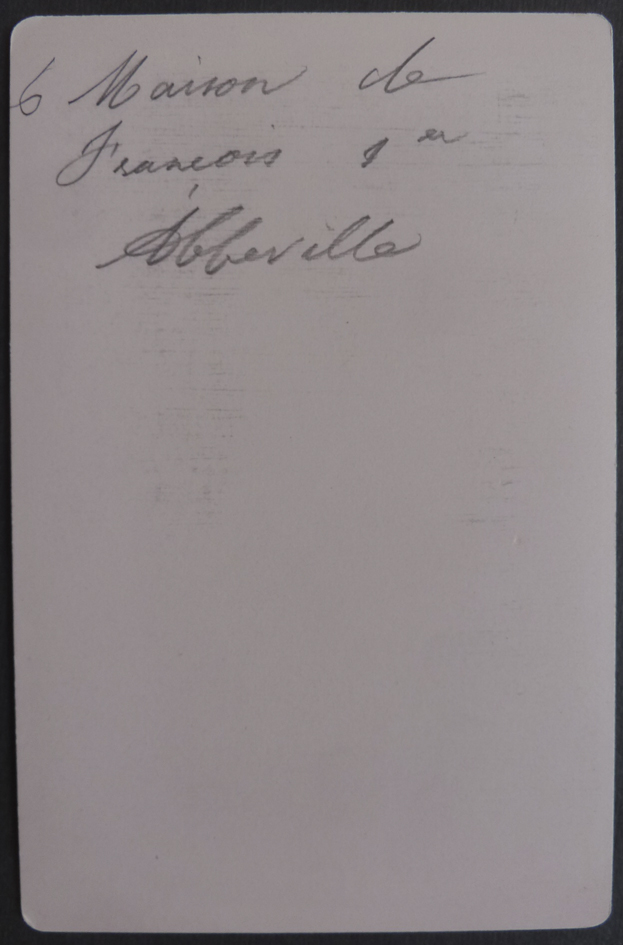 6 Maison de
François 1er
Abbeville